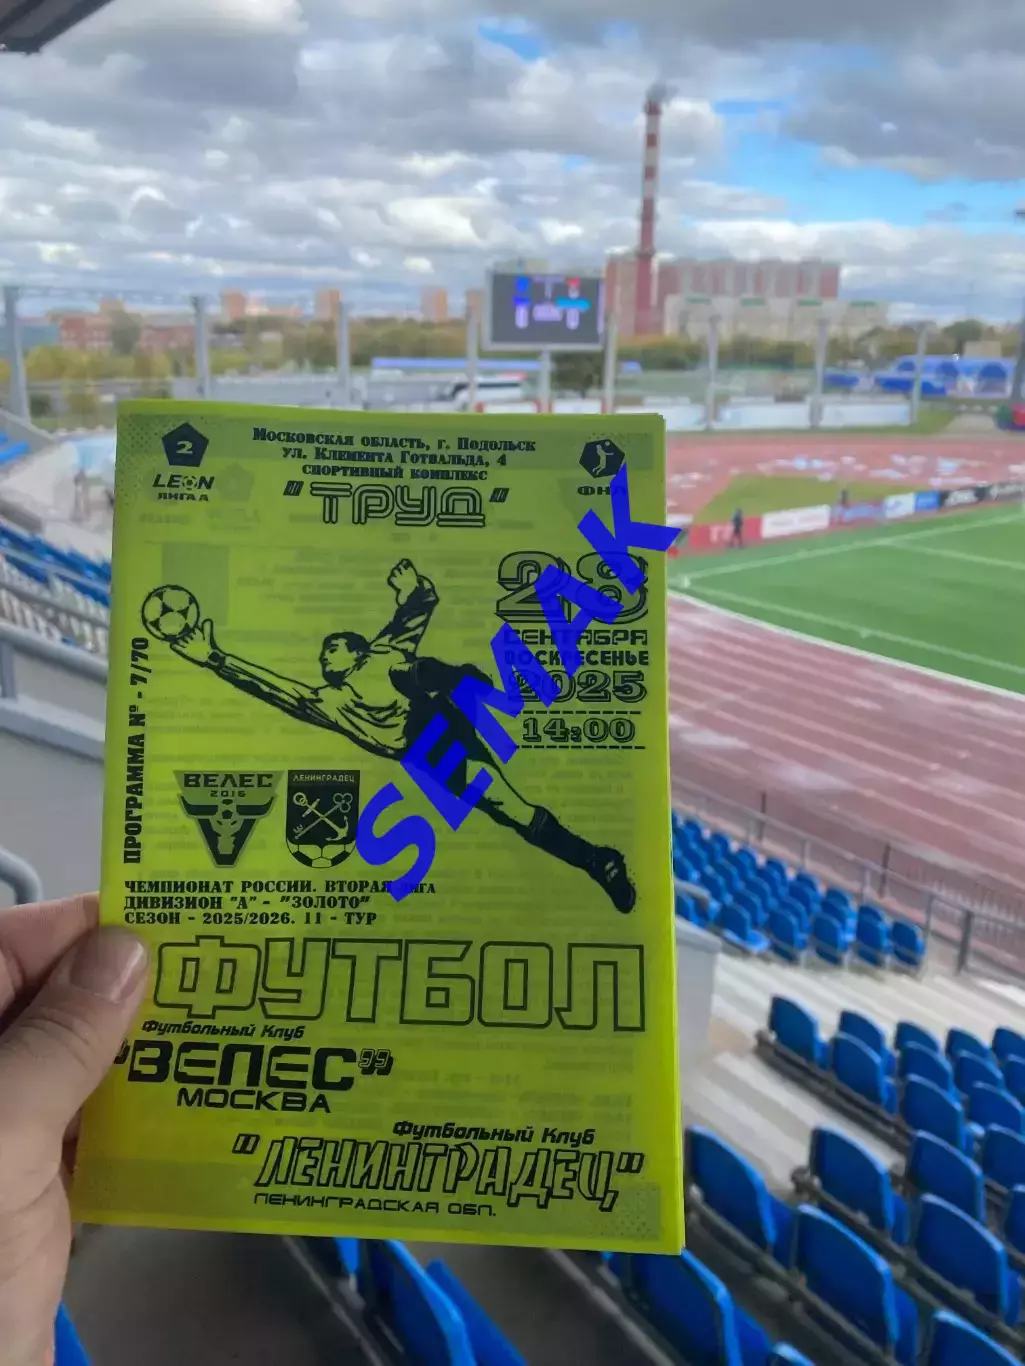 2
LEON
ЛИГА Д
Московская область, г. Подольск
ул. Климента Готвальда, 4
спортивный комплекс
"ТРУД"
ФНЛ
28
СЕНТЯБРЯ
ВОСКРЕСЕНЬЕ
2025
14:00
ПРОГРАММА № - 7/70
ВЕЛЕС
2016
ЛЕНИНГРАДЕЦ
SEMAK
ЧЕМПИОНАТ РОССИИ. ВТОРАЯ ЛИГА
ДИВИЗИОН "А" - "ЗОЛОТО"
СЕЗОН - 2025/2026. 11 - ТУР
ФУТБОЛ
Футбольный Клуб
"ВЕЛЕС"
МОСКВА
Футбольный Клуб
"ЛЕНИНГРАДЕЦ"
ЛЕНИНГРАДСКАЯ ОБЛ.